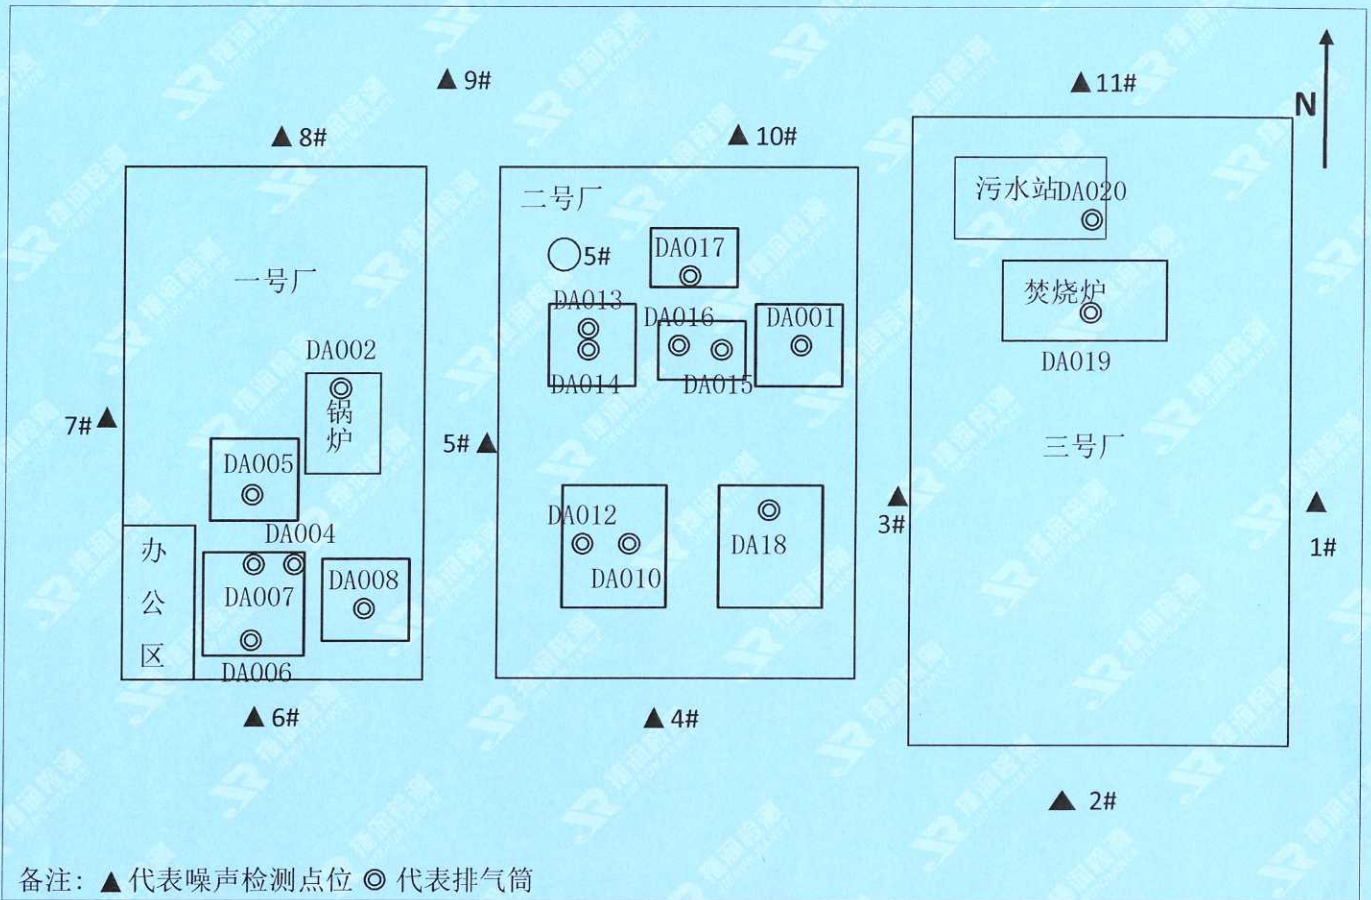 ▲9#
▲11#
N
▲8#
▲10#
二号厂
污水站DA020
5#
DA017
一号厂
焚烧炉
DA013
DA016
DA001
DA002
DA019
DA014
DA015
锅
炉
7#▲
5#▲
三号厂
DA005
3#
DA012
DA004
DA18
1#
办
公
区
DA008
DA010
DA007
DA006
▲6#
▲4#
▲2#
备注: ▲代表噪声检测点位 ◎ 代表排气筒